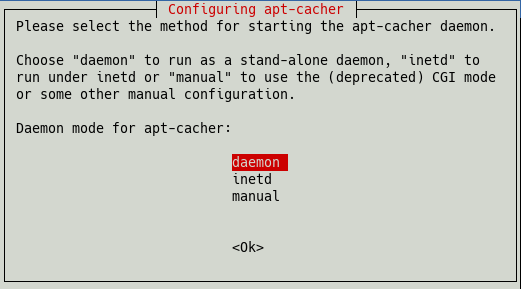 Configuring apt-cacher
Please select the method for starting the apt-cacher daemon.
Choose "daemon" to run as a stand-alone daemon, "inetd" to
run under inetd or "manual" to use the (deprecated) CGI mode
or some other manual configuration.
Daemon mode for apt-cacher:
daemon
inetd
manual
<Ok>